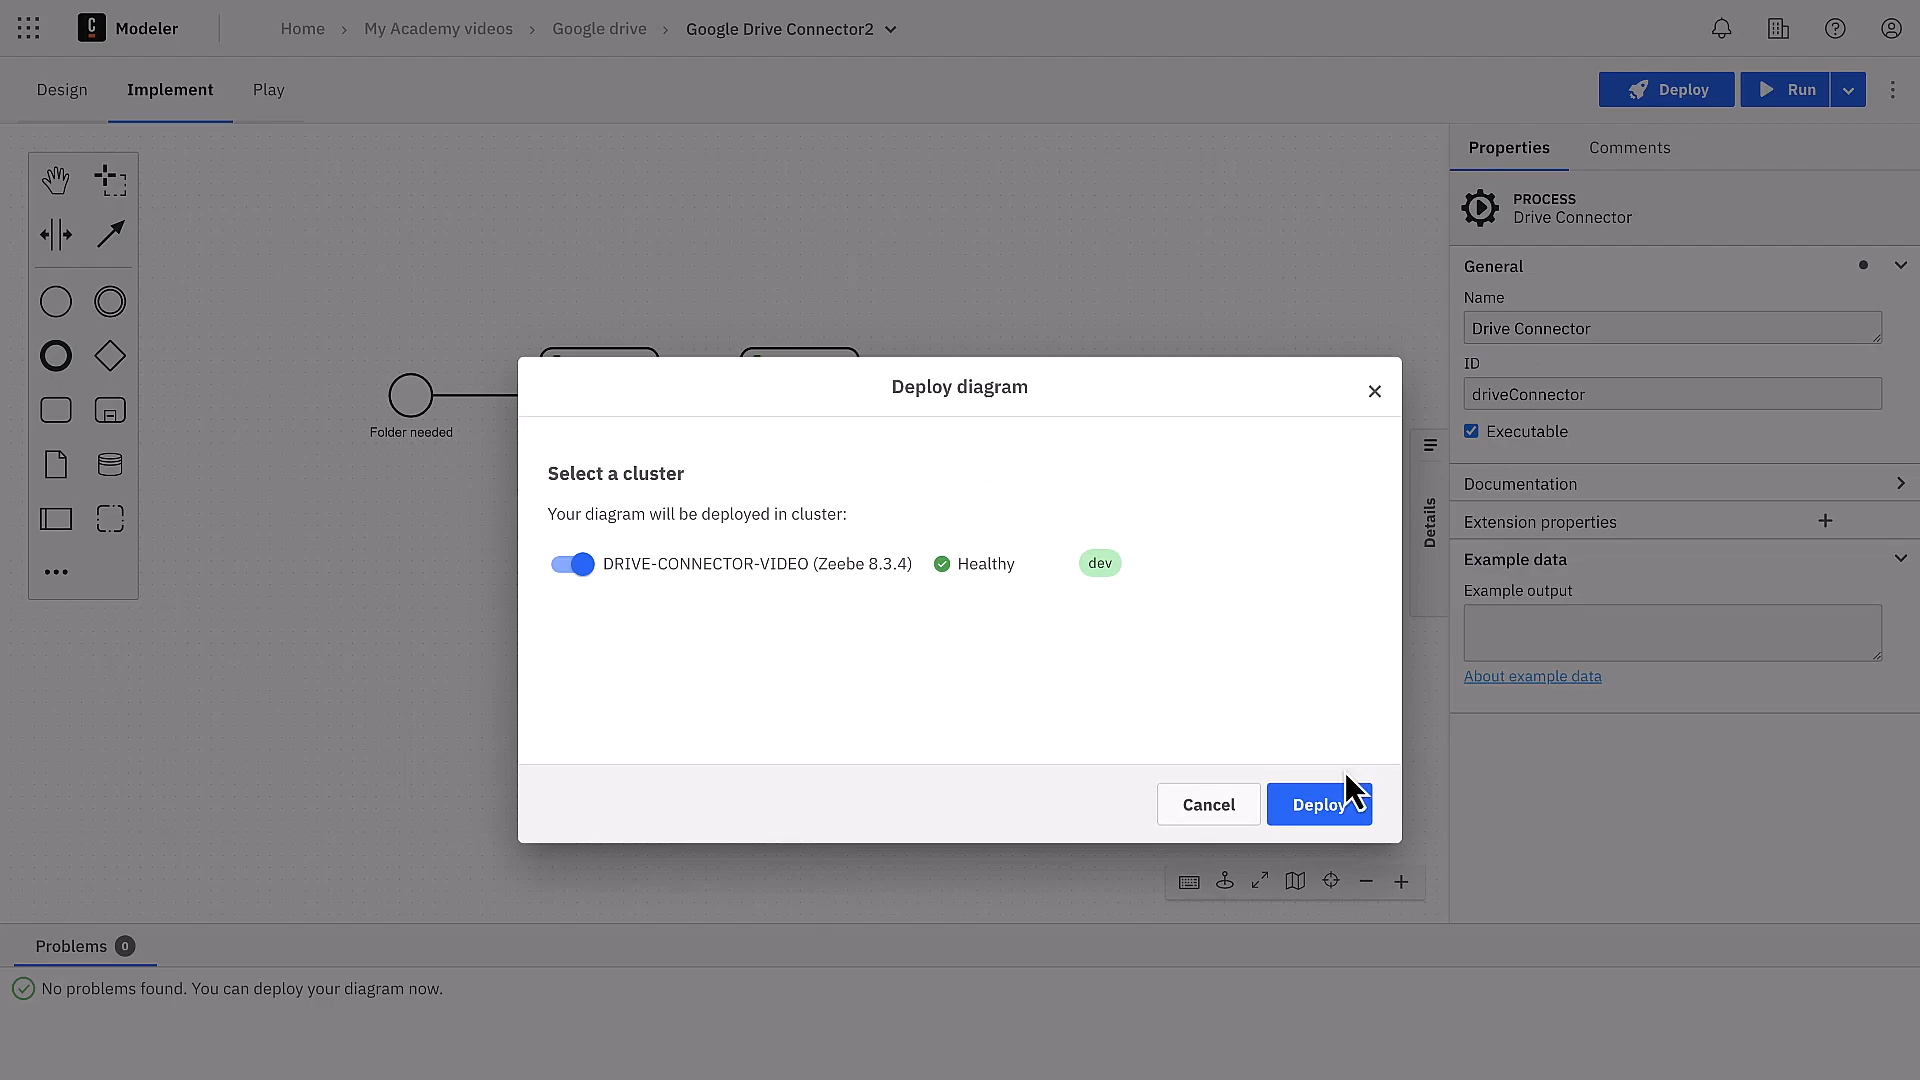 Modeler
Home > My Academy videos > Google drive > Google Drive Connector2
Design Implement Play
Deploy Run
Properties Comments
PROCESS
Drive Connector
General
Name
Drive Connector
ID
driveConnector
Executable
Documentation
Extension properties
Example data
Example output
About example data
Details
Folder needed
Deploy diagram
Select a cluster
Your diagram will be deployed in cluster:
DRIVE-CONNECTOR-VIDEO (Zeebe 8.3.4) Healthy dev
Cancel Deploy
Problems 0
No problems found. You can deploy your diagram now.